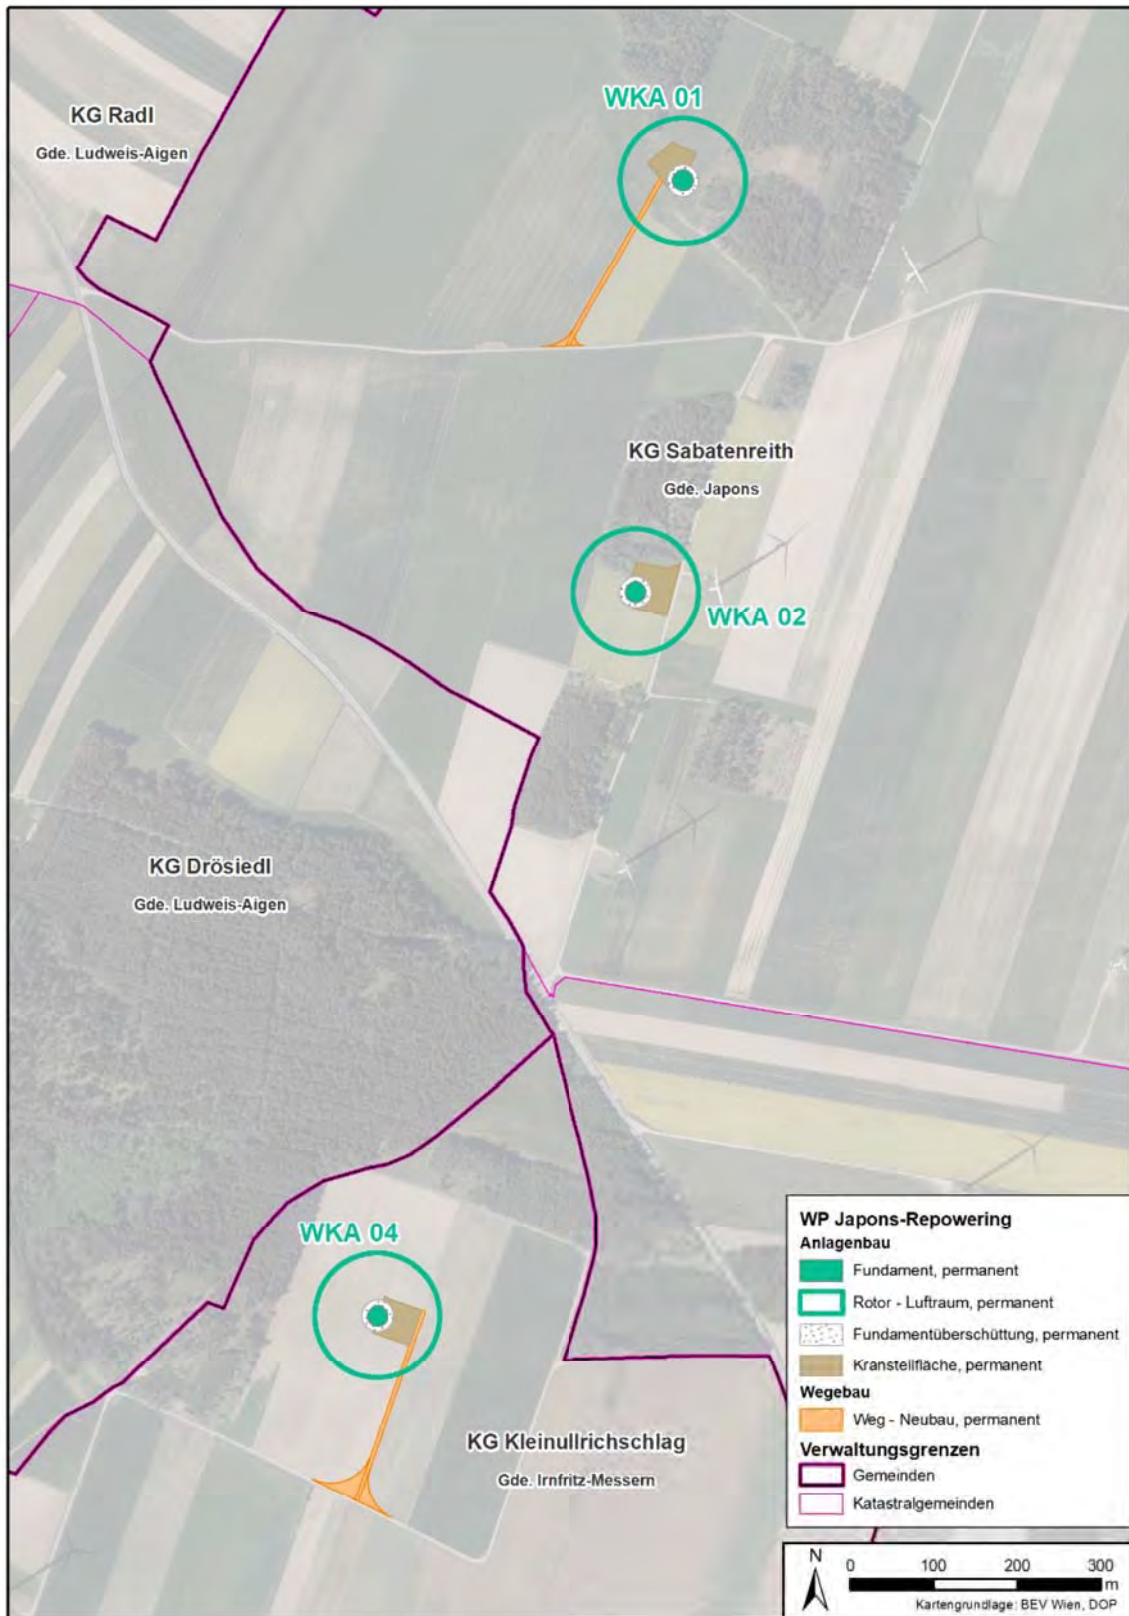 WKA 01
KG Radl
Gde. Ludweis-Aigen
KG Sabatenreith
Gde. Japons
WKA 02
KG Drösiedl
Gde. Ludweis-Aigen
WKA 04
KG Kleinullrichschlag
Gde. Irnfritz-Messern
WP Japons-Repowering
Anlagenbau
Fundament, permanent
Rotor - Luftraum, permanent
Fundamentüberschüttung, permanent
Kranstellfläche, permanent
Wegebau
Weg - Neubau, permanent
Verwaltungsgrenzen
Gemeinden
Katastralgemeinden
N
0 100 200 300
m
Kartengrundlage: BEV Wien, DOP